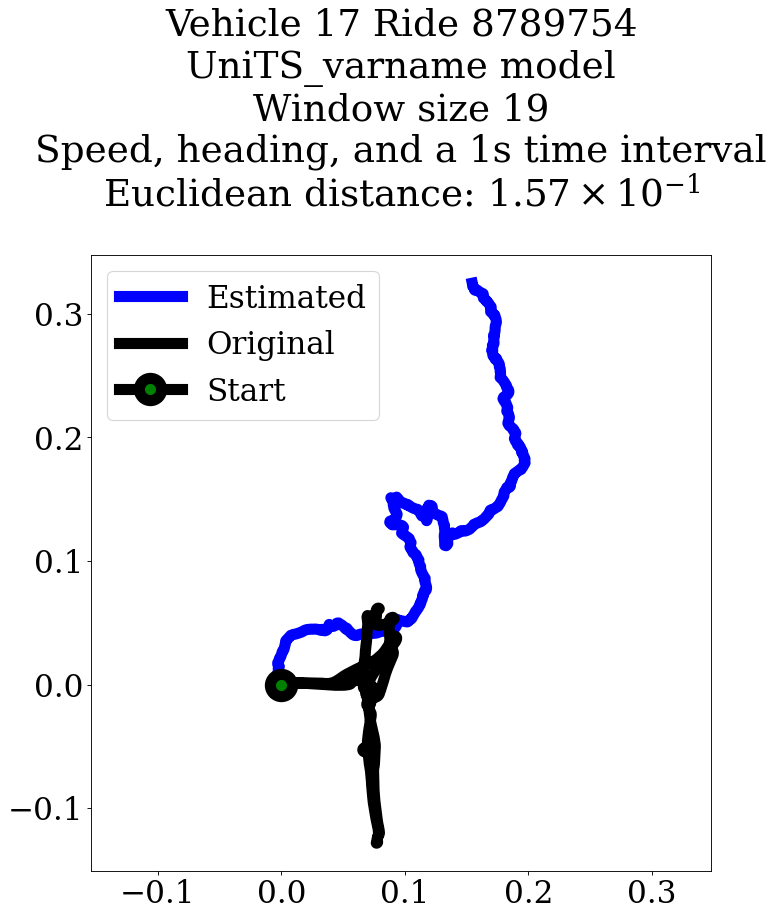 Vehicle 17 Ride 8789754
UniTS_varname model
Window size 19
Speed, heading, and a 1s time interval
Euclidean distance: 1.57 × 10⁻¹
Estimated
Original
Start
0.3
0.2
0.1
0.0
−0.1
−0.1 0.0 0.1 0.2 0.3